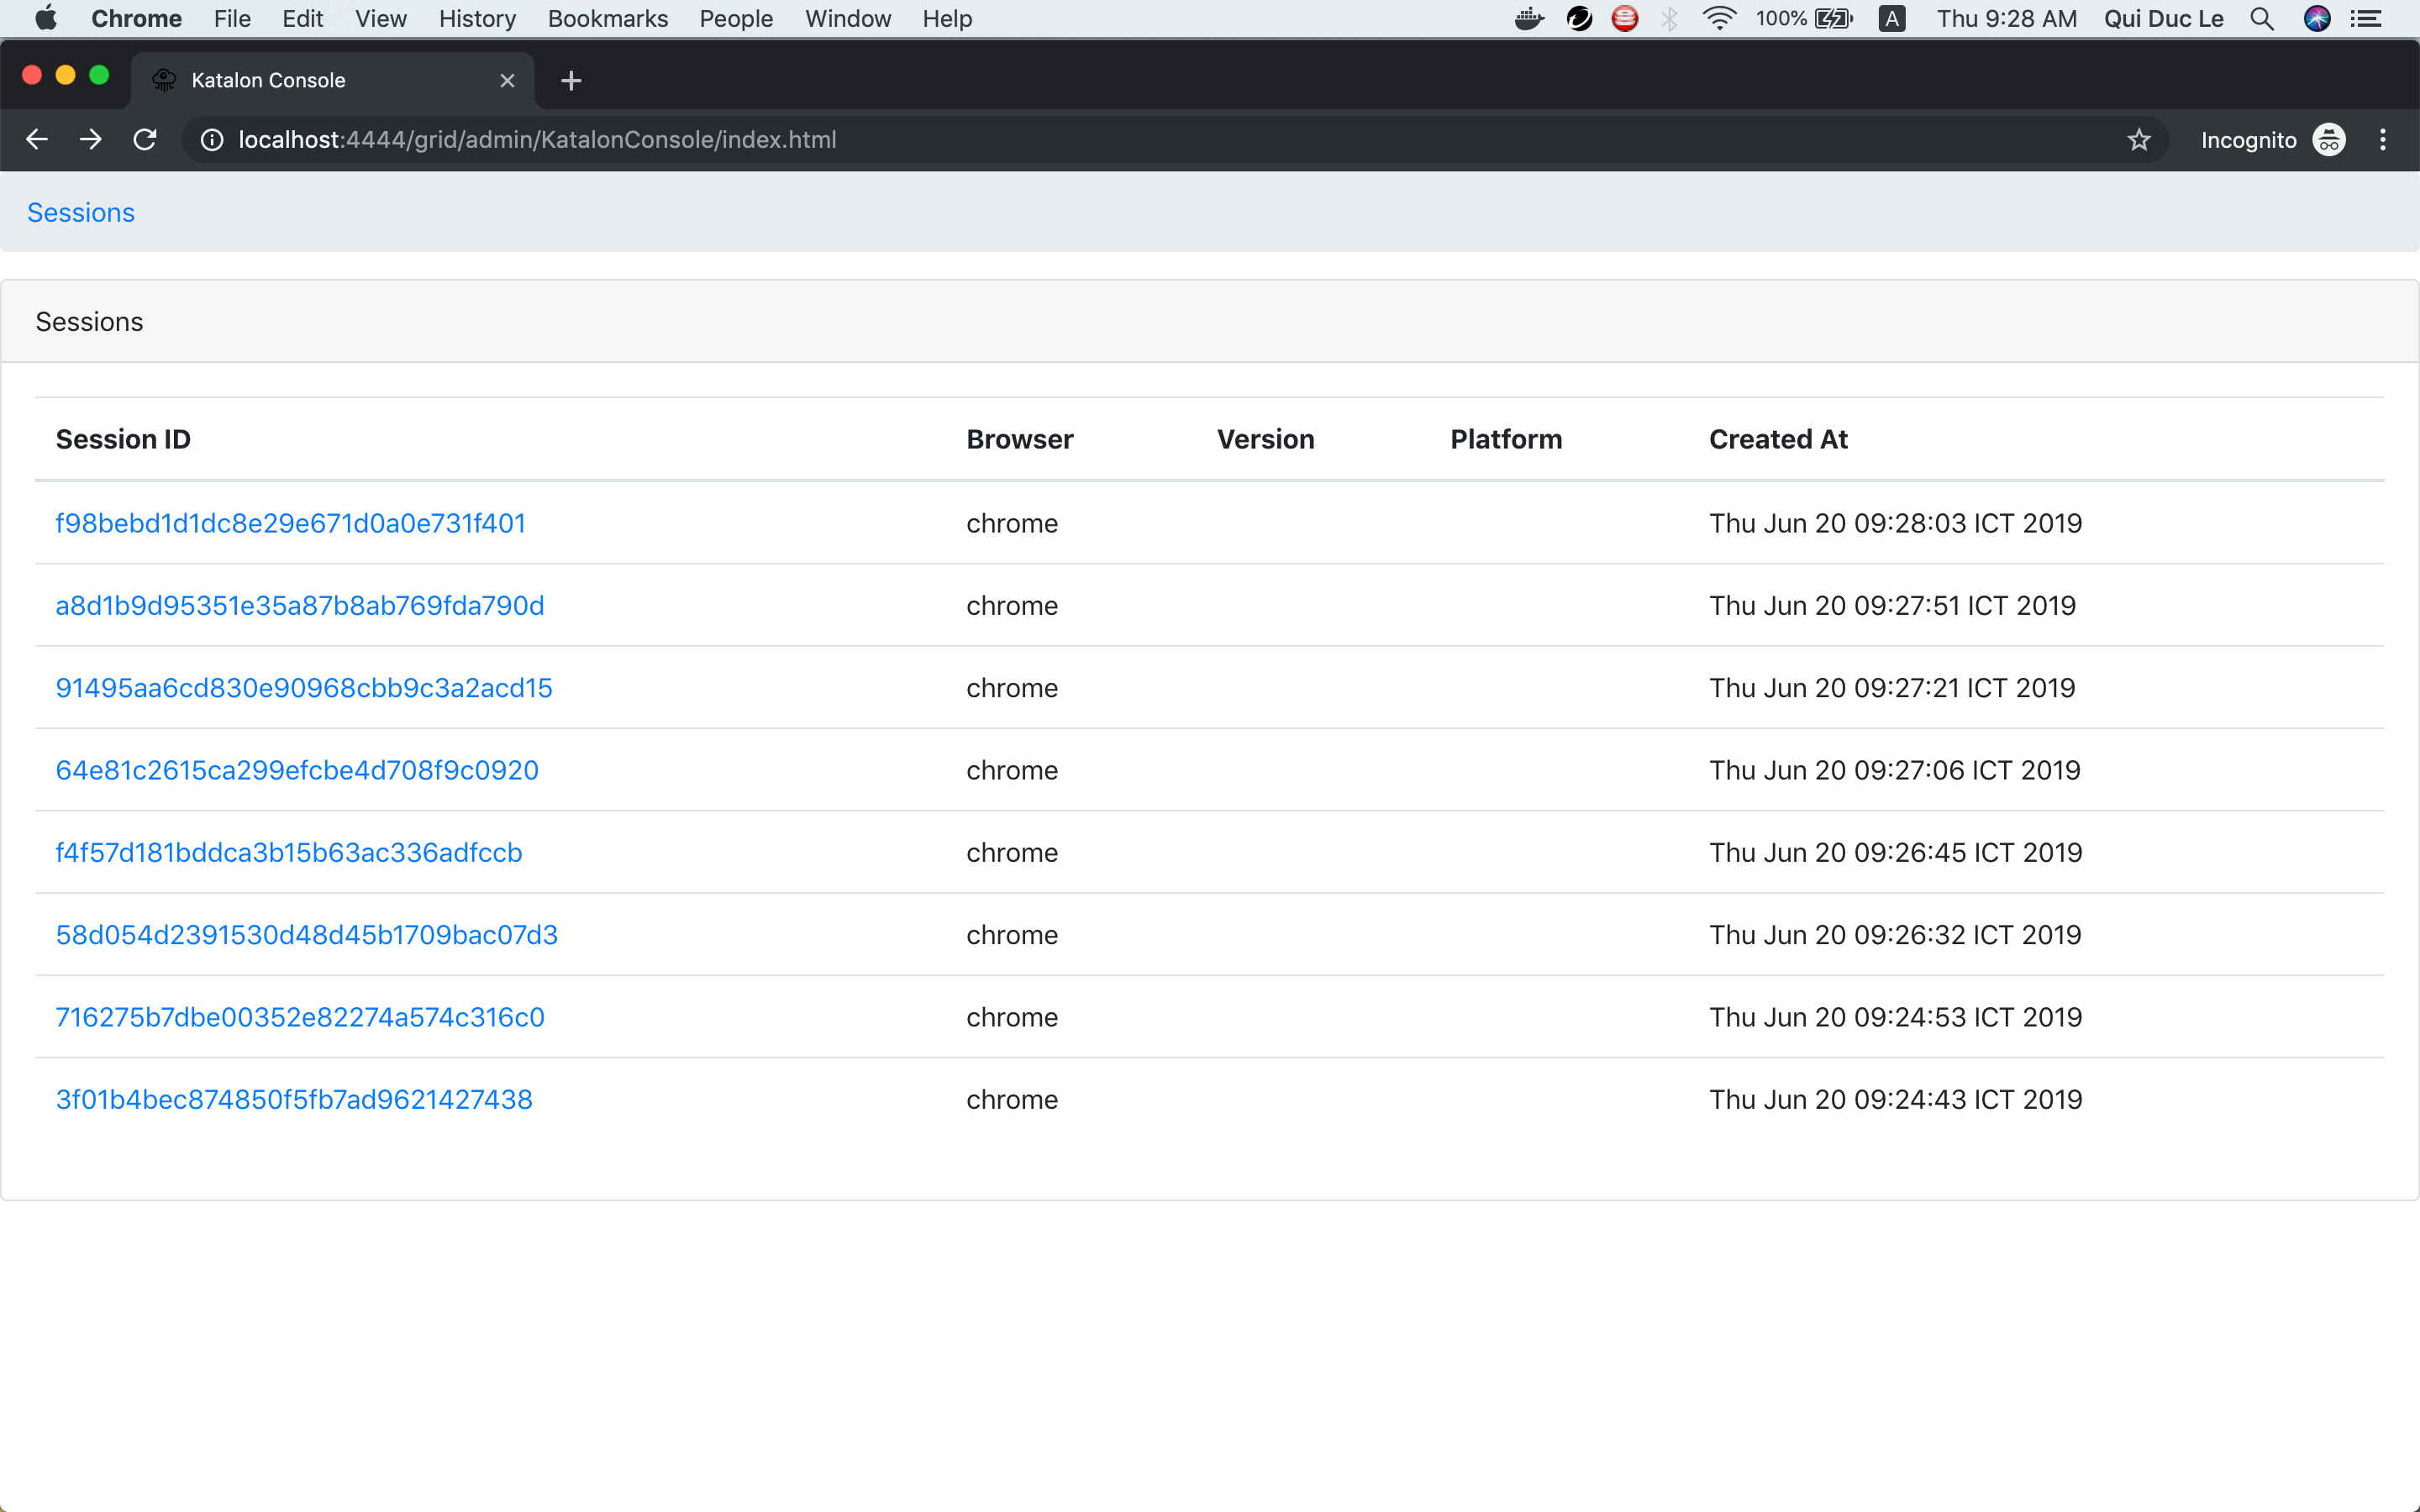 Chrome File Edit View History Bookmarks People Window Help 100% A Thu 9:28 AM Qui Duc Le
Katalon Console
localhost:4444/grid/admin/KatalonConsole/index.html Incognito
Sessions
Sessions
Session ID Browser Version Platform Created At
f98bebd1d1dc8e29e671d0a0e731f401 chrome Thu Jun 20 09:28:03 ICT 2019
a8d1b9d95351e35a87b8ab769fda790d chrome Thu Jun 20 09:27:51 ICT 2019
91495aa6cd830e90968cbb9c3a2acd15 chrome Thu Jun 20 09:27:21 ICT 2019
64e81c2615ca299efcbe4d708f9c0920 chrome Thu Jun 20 09:27:06 ICT 2019
f4f57d181bddca3b15b63ac336adfccb chrome Thu Jun 20 09:26:45 ICT 2019
58d054d2391530d48d45b1709bac07d3 chrome Thu Jun 20 09:26:32 ICT 2019
716275b7dbe00352e82274a574c316c0 chrome Thu Jun 20 09:24:53 ICT 2019
3f01b4bec874850f5fb7ad9621427438 chrome Thu Jun 20 09:24:43 ICT 2019